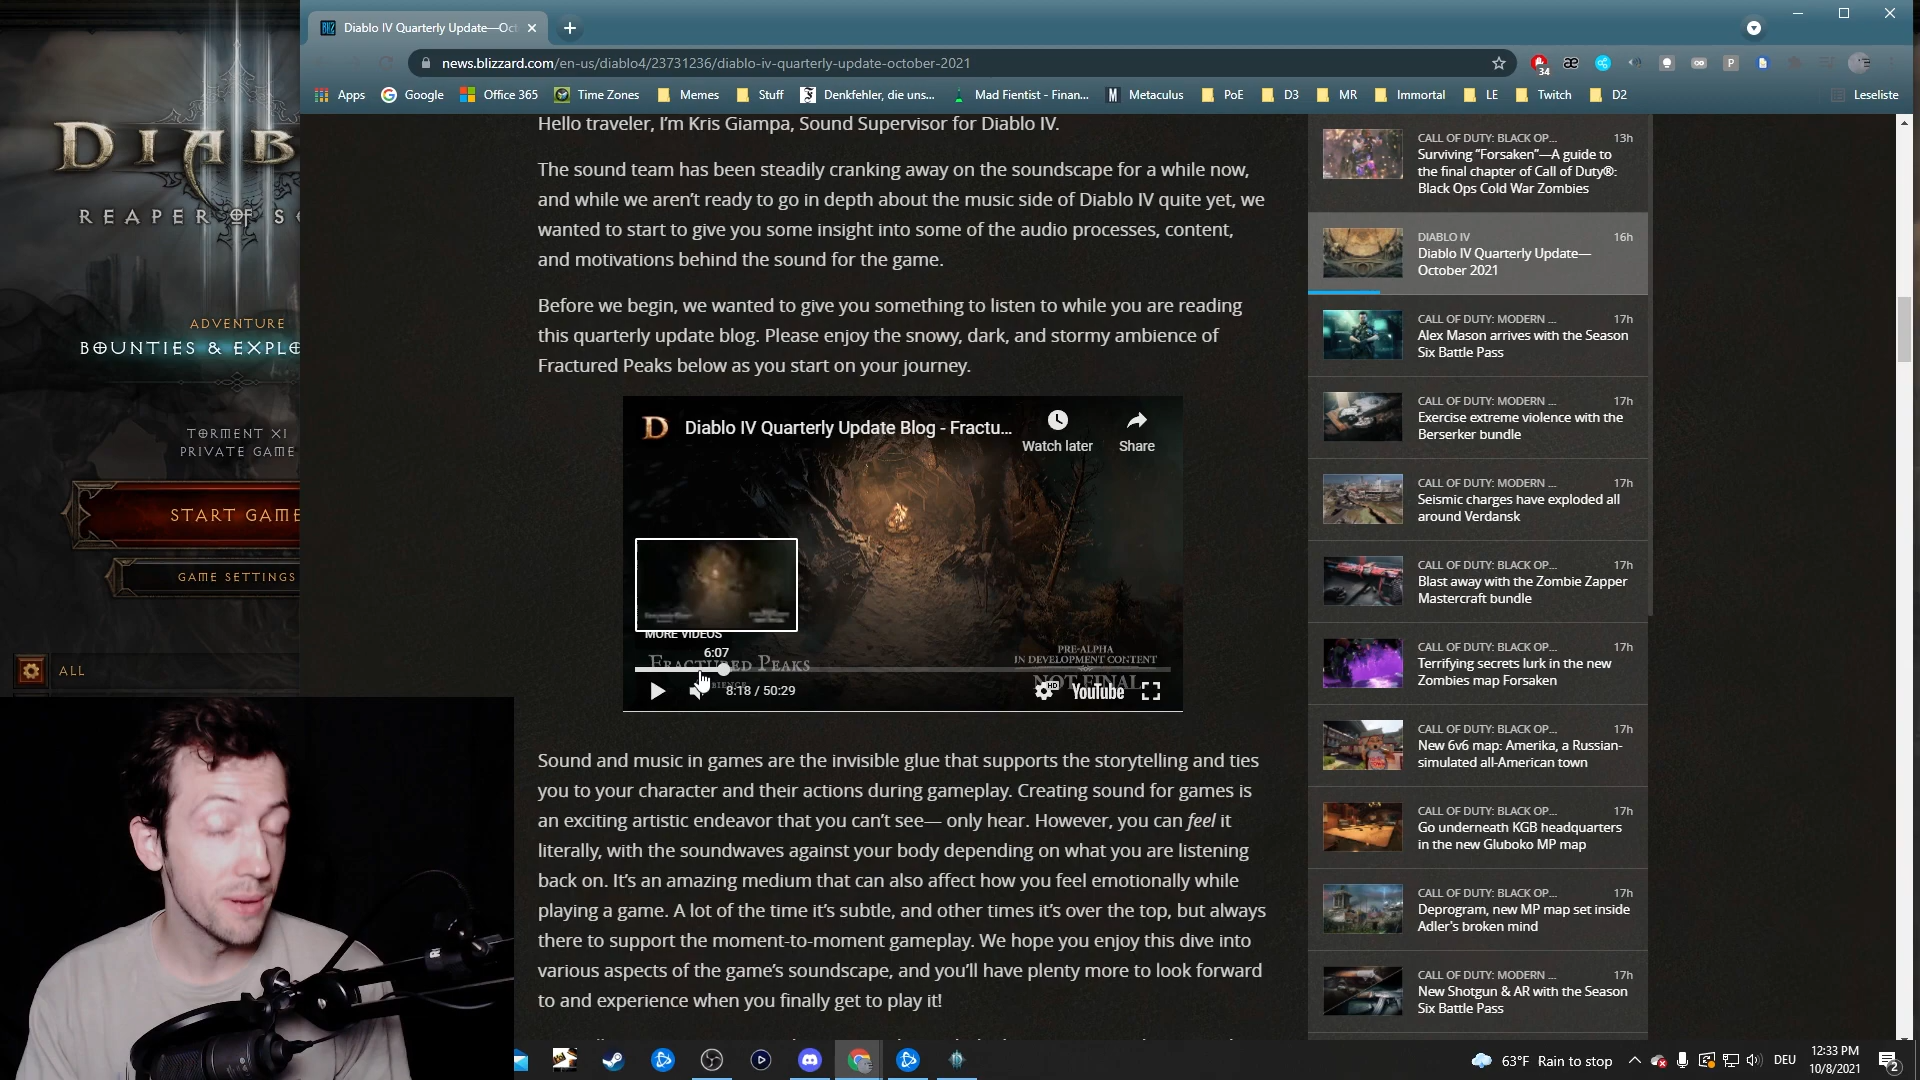 Diablo IV Quarterly Update—Oct
news.blizzard.com/en-us/diablo4/23731236/diablo-iv-quarterly-update-october-2021
34
Apps
Google
Office 365
Time Zones
Memes
Stuff
Denkfehler, die uns...
Mad Fientist - Finan...
Metaculus
PoE
D3
MR
Immortal
LE
Twitch
D2
Leseliste
DIAB
REAPER OF S
ADVENTURE
BOUNTIES & EXPLO
TORMENT XI
PRIVATE GAME
START GAME
GAME SETTINGS
ALL
Hello traveler, I'm Kris Giampa, Sound Supervisor for Diablo IV.
The sound team has been steadily cranking away on the soundscape for a while now,
and while we aren't ready to go in depth about the music side of Diablo IV quite yet, we
wanted to start to give you some insight into some of the audio processes, content,
and motivations behind the sound for the game.
Before we begin, we wanted to give you something to listen to while you are reading
this quarterly update blog. Please enjoy the snowy, dark, and stormy ambience of
Fractured Peaks below as you start on your journey.
Diablo IV Quarterly Update Blog - Fractu...
Watch later
Share
MORE VIDEOS
6:07
FRACTURED PEAKS
PRE-ALPHA
IN DEVELOPMENT CONTENT
NOT FINAL
8:18 / 50:29
HD
YouTube
Sound and music in games are the invisible glue that supports the storytelling and ties
you to your character and their actions during gameplay. Creating sound for games is
an exciting artistic endeavor that you can't see— only hear. However, you can feel it
literally, with the soundwaves against your body depending on what you are listening
back on. It's an amazing medium that can also affect how you feel emotionally while
playing a game. A lot of the time it's subtle, and other times it's over the top, but always
there to support the moment-to-moment gameplay. We hope you enjoy this dive into
various aspects of the game's soundscape, and you'll have plenty more to look forward
to and experience when you finally get to play it!
CALL OF DUTY: BLACK OP... 13h
Surviving "Forsaken"—A guide to
the final chapter of Call of Duty®:
Black Ops Cold War Zombies
DIABLO IV 16h
Diablo IV Quarterly Update—
October 2021
CALL OF DUTY: MODERN ... 17h
Alex Mason arrives with the Season
Six Battle Pass
CALL OF DUTY: MODERN ... 17h
Exercise extreme violence with the
Berserker bundle
CALL OF DUTY: MODERN ... 17h
Seismic charges have exploded all
around Verdansk
CALL OF DUTY: BLACK OP... 17h
Blast away with the Zombie Zapper
Mastercraft bundle
CALL OF DUTY: BLACK OP... 17h
Terrifying secrets lurk in the new
Zombies map Forsaken
CALL OF DUTY: BLACK OP... 17h
New 6v6 map: Amerika, a Russian-
simulated all-American town
CALL OF DUTY: BLACK OP... 17h
Go underneath KGB headquarters
in the new Gluboko MP map
CALL OF DUTY: BLACK OP... 17h
Deprogram, new MP map set inside
Adler's broken mind
CALL OF DUTY: MODERN ... 17h
New Shotgun & AR with the Season
Six Battle Pass
63°F Rain to stop
DEU
12:33 PM
10/8/2021
2